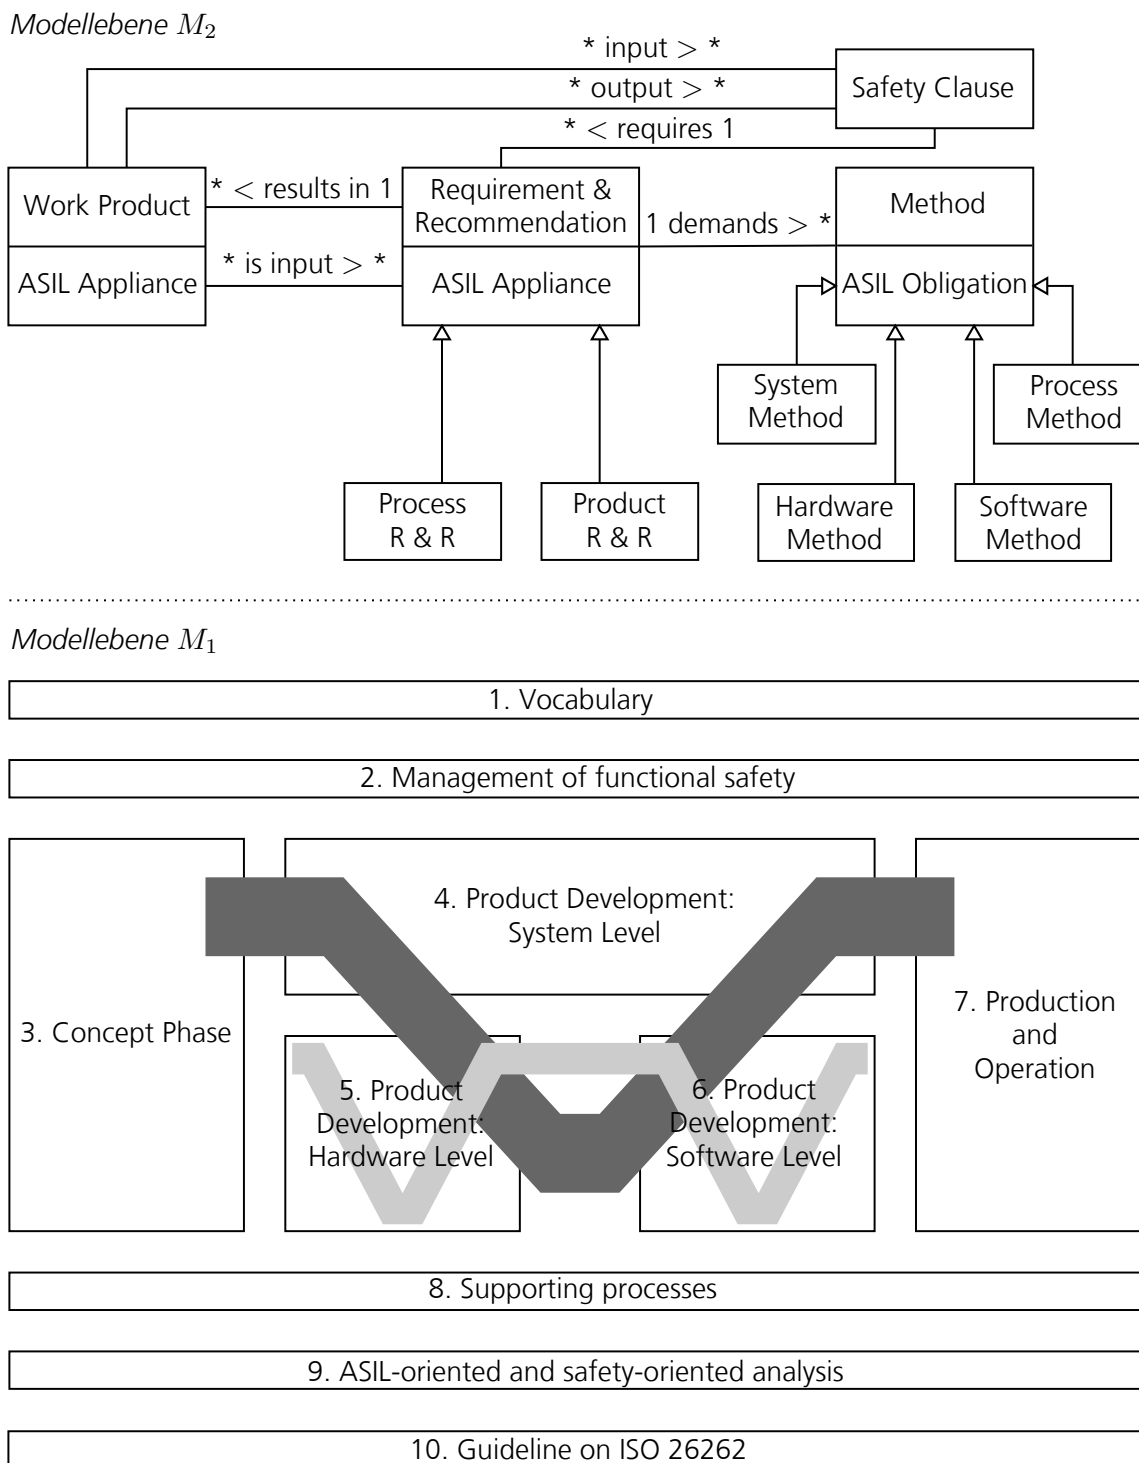 Modellebene M₂
* input > *
* output > *
* < requires 1
Safety Clause
Work Product
ASIL Appliance
* < results in 1
* is input > *
Requirement &
Recommendation
ASIL Appliance
1 demands > *
Method
ASIL Obligation
System
Method
Process
Method
Process
R & R
Product
R & R
Hardware
Method
Software
Method
Modellebene M₁
1. Vocabulary
2. Management of functional safety
3. Concept Phase
4. Product Development:
System Level
5. Product
Development:
Hardware Level
6. Product
Development:
Software Level
7. Production
and
Operation
8. Supporting processes
9. ASIL-oriented and safety-oriented analysis
10. Guideline on ISO 26262